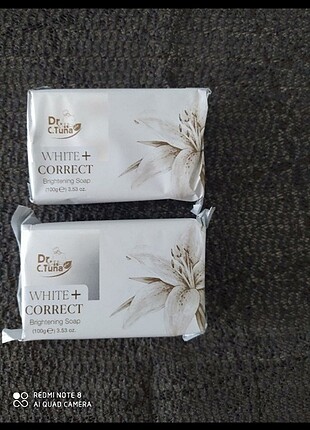 Dr.
C.Tuna
WHITE+
CORRECT
Brightening Soap
(100g℮) 3.53 oz.
Dr.
C.Tuna
WHITE+
CORRECT
Brightening Soap
(100g℮) 3.53 oz.
REDMI NOTE 8
AI QUAD CAMERA